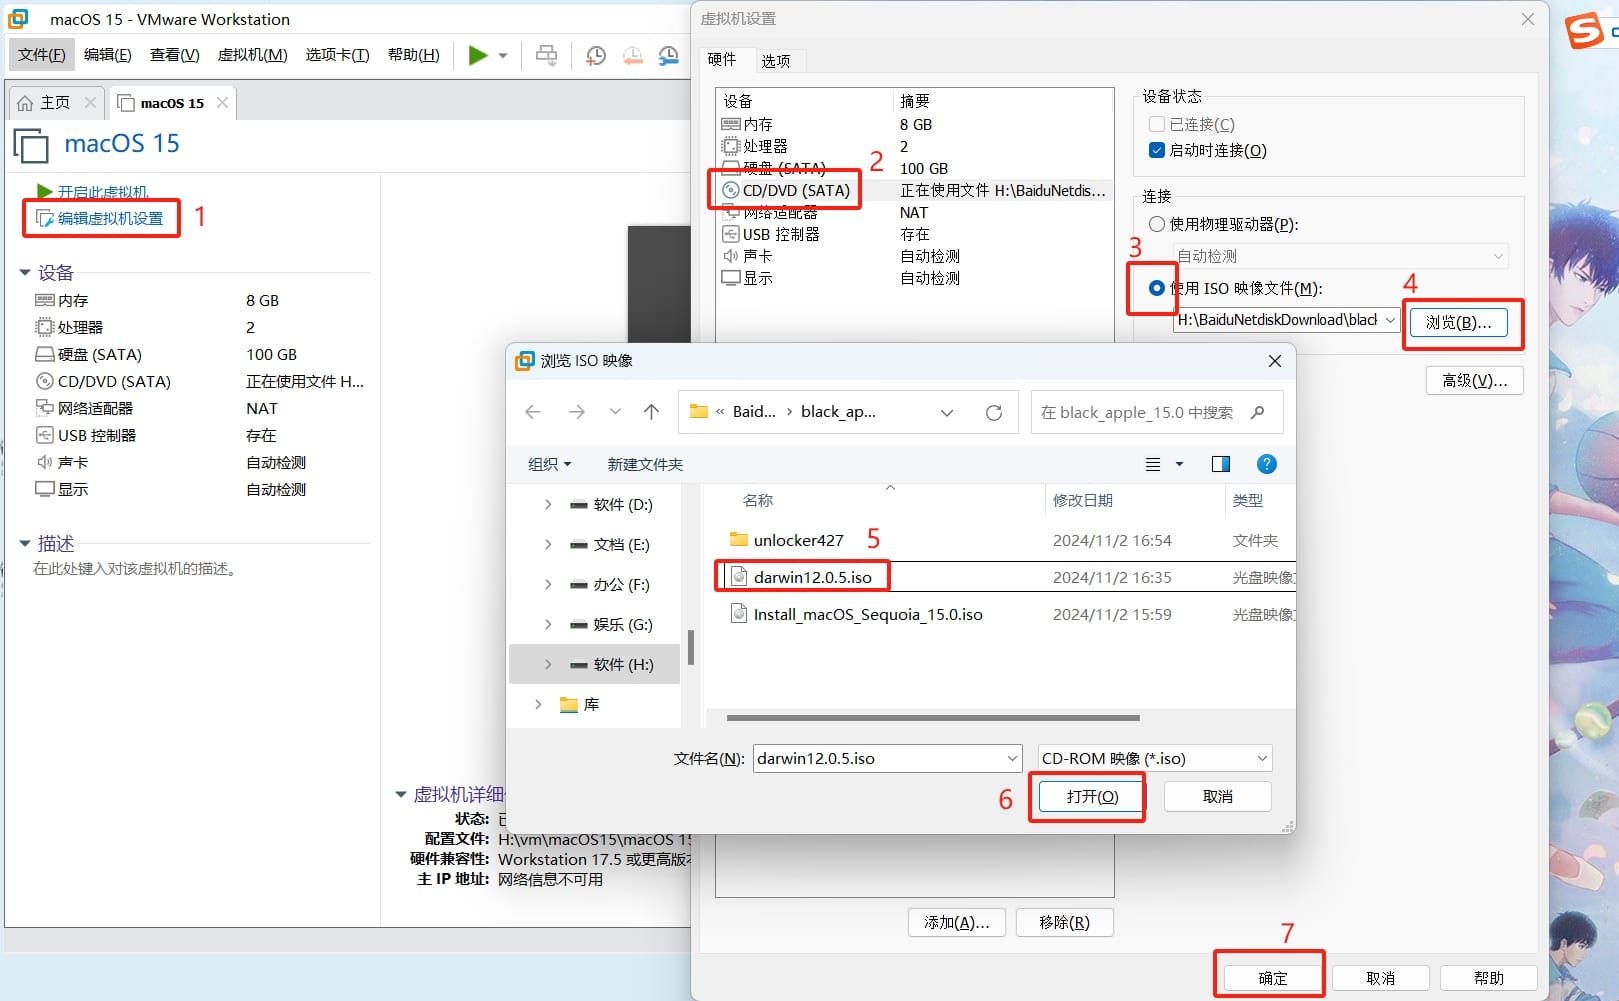 macOS 15 - VMware Workstation
文件(F) 编辑(E) 查看(V) 虚拟机(M) 选项卡(T) 帮助(H)
主页 macOS 15
macOS 15
开启此虚拟机
编辑虚拟机设置 1
设备
内存 8 GB
处理器 2
硬盘 (SATA) 100 GB
CD/DVD (SATA) 正在使用文件 H...
网络适配器 NAT
USB 控制器 存在
声卡 自动检测
显示 自动检测
描述
在此处键入对该虚拟机的描述。
虚拟机详细
状态:
配置文件: H:\vm\macOS15\macOS 15
硬件兼容性: Workstation 17.5 或更高版
主 IP 地址: 网络信息不可用
虚拟机设置
硬件 选项
设备 摘要
内存 8 GB
处理器 2
硬盘 (SATA) 100 GB
2
CD/DVD (SATA) 正在使用文件 H:\BaiduNetdis...
网络适配器 NAT
USB 控制器 存在
声卡 自动检测
显示 自动检测
设备状态
已连接(C)
启动时连接(O)
连接
使用物理驱动器(P):
3
自动检测
使用 ISO 映像文件(M):
4
H:\BaiduNetdiskDownload\black
浏览(B)...
高级(V)...
浏览 ISO 映像
« Baid... › black_ap...
在 black_apple_15.0 中搜索
组织 新建文件夹
软件 (D:)
文档 (E:)
办公 (F:)
娱乐 (G:)
软件 (H:)
库
名称 修改日期 类型
unlocker427 2024/11/2 16:54 文件夹
5
darwin12.0.5.iso 2024/11/2 16:35 光盘映像
Install_macOS_Sequoia_15.0.iso 2024/11/2 15:59 光盘映像
文件名(N): darwin12.0.5.iso CD-ROM 映像 (*.iso)
6 打开(O) 取消
添加(A)... 移除(R)
7
确定 取消 帮助